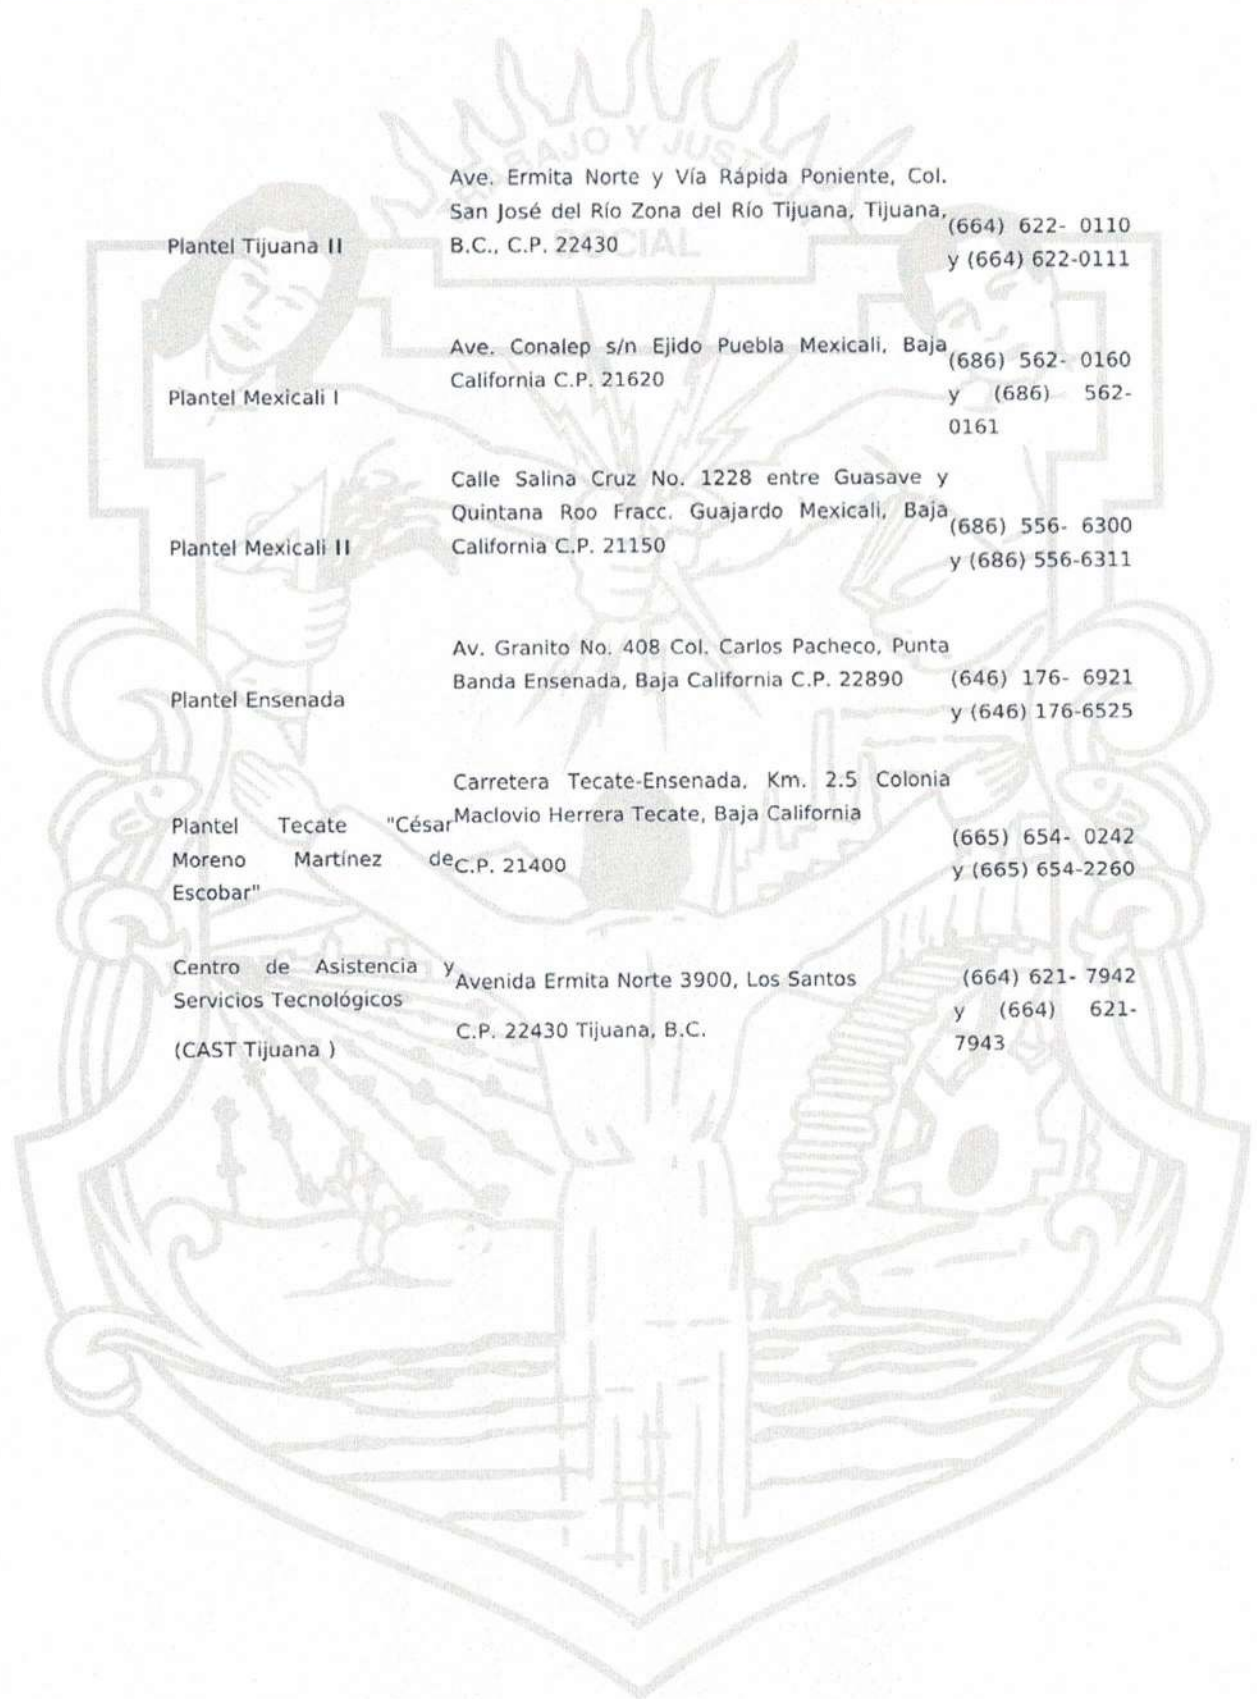 TRABAJO Y JUSTICIA
SOCIAL
Plantel Tijuana II
Ave. Ermita Norte y Vía Rápida Poniente, Col.
San José del Río Zona del Río Tijuana, Tijuana,
B.C., C.P. 22430
(664) 622- 0110
y (664) 622-0111
Plantel Mexicali I
Ave. Conalep s/n Ejido Puebla Mexicali, Baja
California C.P. 21620
(686) 562- 0160
y (686) 562-
0161
Plantel Mexicali II
Calle Salina Cruz No. 1228 entre Guasave y
Quintana Roo Fracc. Guajardo Mexicali, Baja
California C.P. 21150
(686) 556- 6300
y (686) 556-6311
Plantel Ensenada
Av. Granito No. 408 Col. Carlos Pacheco, Punta
Banda Ensenada, Baja California C.P. 22890
(646) 176- 6921
y (646) 176-6525
Plantel Tecate "César
Moreno Martínez de
Escobar"
Carretera Tecate-Ensenada, Km. 2.5 Colonia
Maclovio Herrera Tecate, Baja California
C.P. 21400
(665) 654- 0242
y (665) 654-2260
Centro de Asistencia y
Servicios Tecnológicos
(CAST Tijuana )
Avenida Ermita Norte 3900, Los Santos
C.P. 22430 Tijuana, B.C.
(664) 621- 7942
y (664) 621-
7943